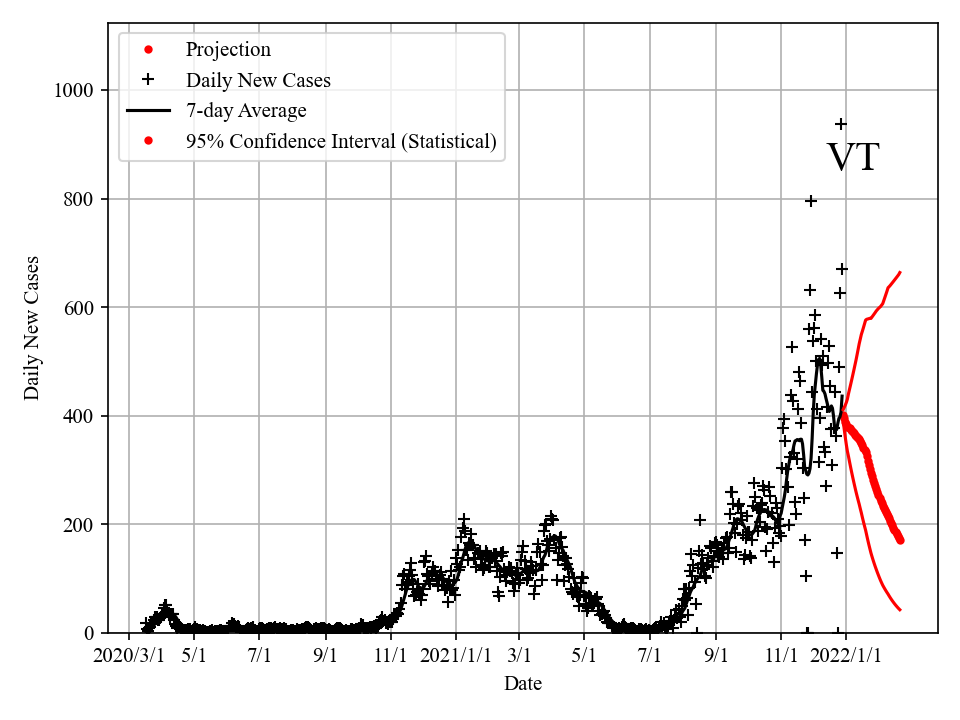 Projection
Daily New Cases
7-day Average
95% Confidence Interval (Statistical)
VT
1000
800
600
400
200
0
Daily New Cases
2020/3/1 5/1 7/1 9/1 11/1 2021/1/1 3/1 5/1 7/1 9/1 11/1 2022/1/1
Date